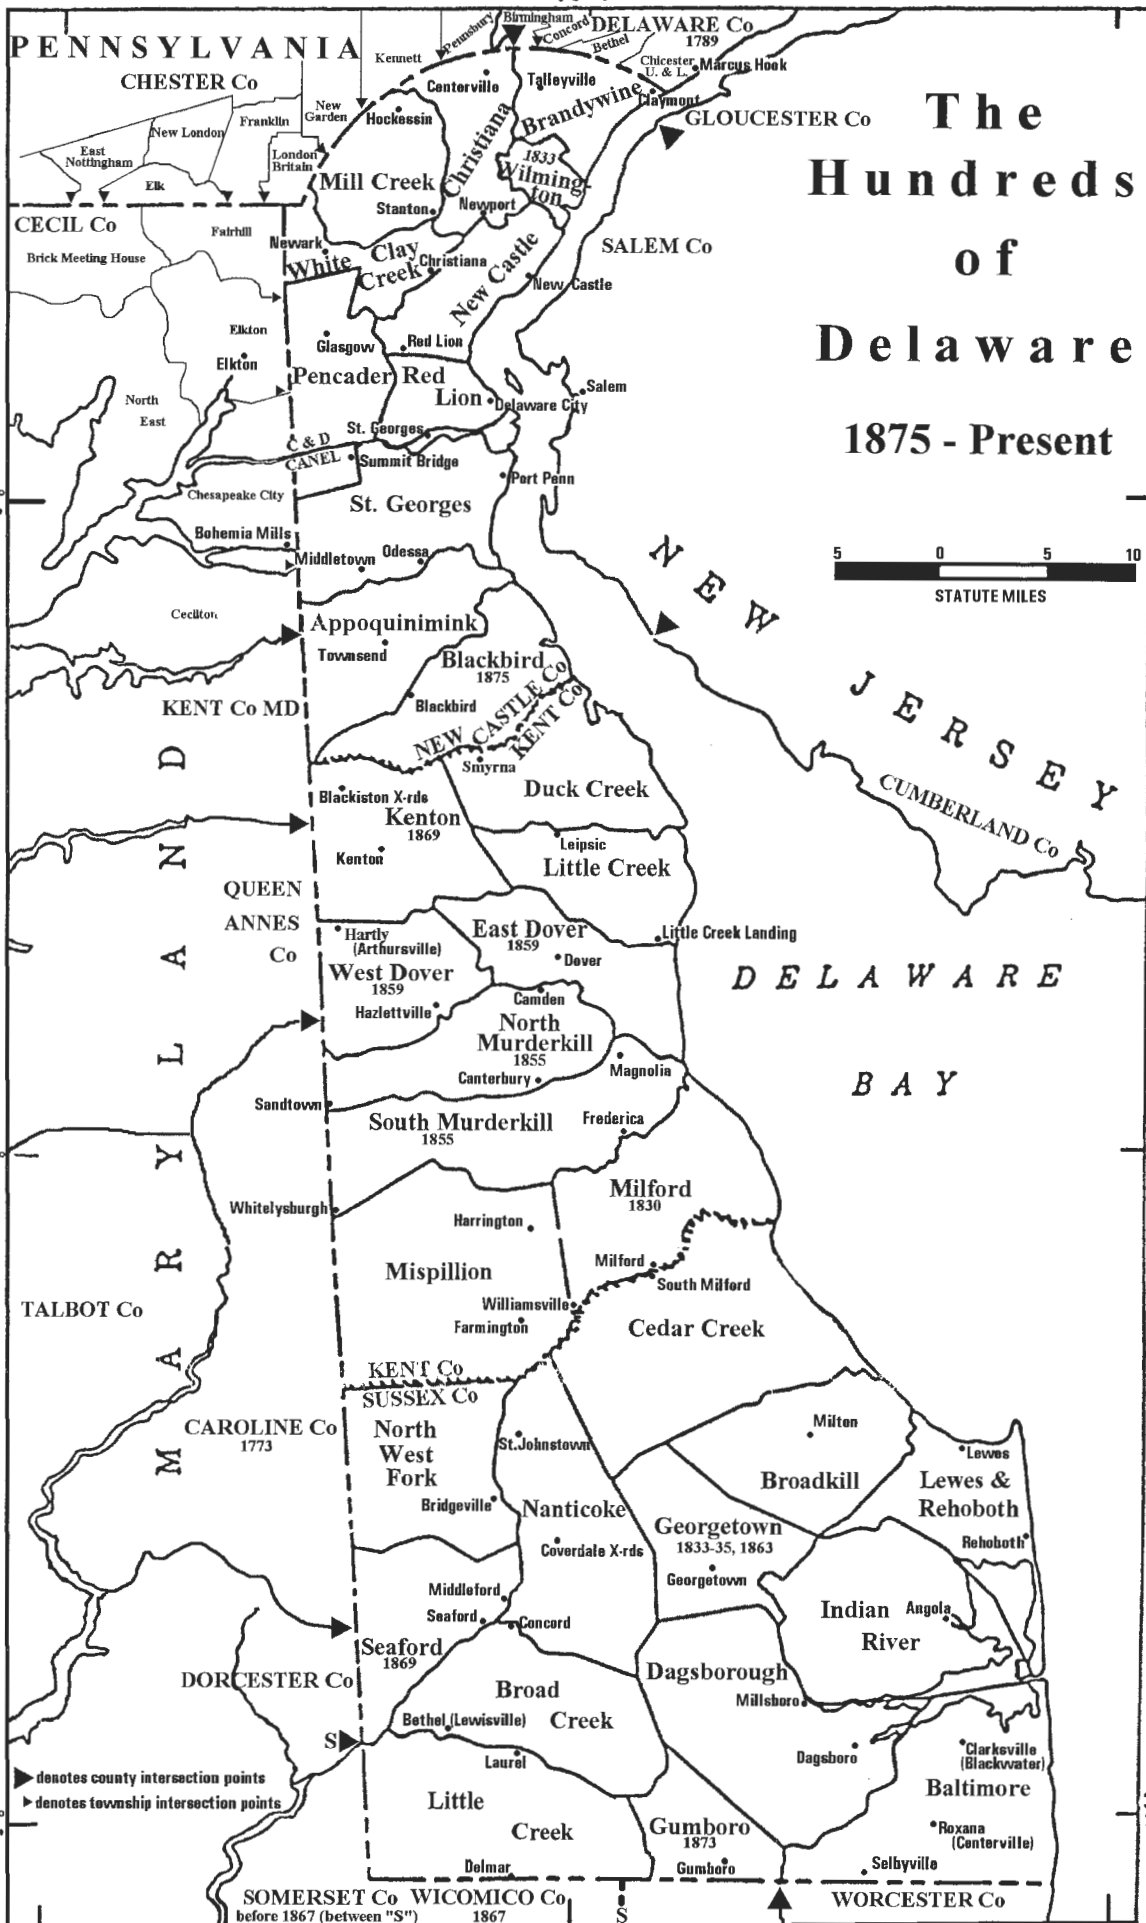 PENNSYLVANIA
CHESTER Co
Kennett
Pennsbury
Birmingham
Concord
DELAWARE Co
1789
Bethel
Chicester
U. & L.
Marcus Hook
The
Hundreds
of
Delaware
1875 - Present
New
Garden
Franklin
New London
East
Nottingham
London
Britain
Elk
Centerville
Talleyville
Hockessin
Brandywine
Claymont
GLOUCESTER Co
Christiana
1833
Wilming-
ton
Mill Creek
Stanton
Newport
CECIL Co
Brick Meeting House
Fairhill
Newark
White
Clay
Creek
Christiana
New Castle
New Castle
SALEM Co
Elkton
Elkton
Glasgow
Red Lion
Pencader
Red
Lion
Delaware City
Salem
North
East
St. Georges
C & D
CANEL
Summit Bridge
Port Penn
Chesapeake City
St. Georges
Bohemia Mills
Middletown
Odessa
NEW JERSEY
5 0 5 10
STATUTE MILES
Cecilton
Appoquinimink
Townsend
Blackbird
1875
Blackbird
KENT Co MD
NEW CASTLE Co
KENT Co
Smyrna
CUMBERLAND Co
Duck Creek
Blackiston X-rds
Kenton
1869
Kenton
Leipsic
Little Creek
QUEEN
ANNES
Co
Hartly
(Arthursville)
East Dover
1859
Dover
Little Creek Landing
West Dover
1859
Hazlettville
Camden
North
Murderkill
1855
Canterbury
Magnolia
DELAWARE
BAY
MARYLAND
Sandtown
South Murderkill
1855
Frederica
Whitelysburgh
Milford
1830
Harrington
Mispillion
Milford
South Milford
Williamsville
Farmington
Cedar Creek
TALBOT Co
KENT Co
SUSSEX Co
CAROLINE Co
1773
North
West
Fork
St. Johnstown
Bridgeville
Nanticoke
Milton
Broadkill
Lewes
Lewes &
Rehoboth
Rehoboth
Georgetown
1833-35, 1863
Georgetown
Coverdale X-rds
Middleford
Seaford
Concord
Indian
River
Angola
Seaford
1869
DORCESTER Co
Dagsborough
Millsboro
Broad
Creek
Bethel (Lewisville)
S
Laurel
Dagsboro
Clarksville
(Blackwater)
Baltimore
Roxana
(Centerville)
Selbyville
denotes county intersection points
denotes township intersection points
Little
Creek
Gumboro
1873
Gumboro
Delmar
SOMERSET Co
before 1867 (between "S")
WICOMICO Co
1867
S
WORCESTER Co